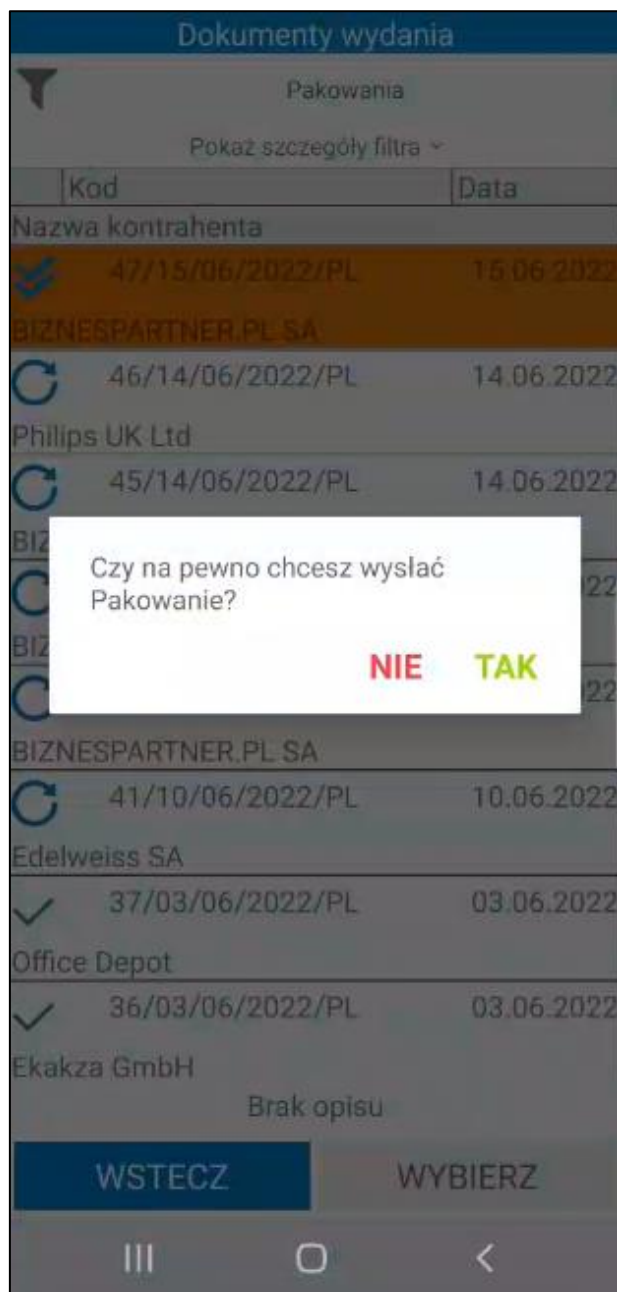 Dokumenty wydania
Pakowania
Pokaż szczegóły filtra
Kod Data
Nazwa kontrahenta
47/15/06/2022/PL 15.06.2022
BIZNESPARTNER.PL SA
46/14/06/2022/PL 14.06.2022
Philips UK Ltd
45/14/06/2022/PL 14.06.2022
BIZ
Czy na pewno chcesz wysłać
Pakowanie?
22
BIZ
NIE TAK
22
BIZNESPARTNER.PL SA
41/10/06/2022/PL 10.06.2022
Edelweiss SA
37/03/06/2022/PL 03.06.2022
Office Depot
36/03/06/2022/PL 03.06.2022
Ekakza GmbH
Brak opisu
WSTECZ WYBIERZ